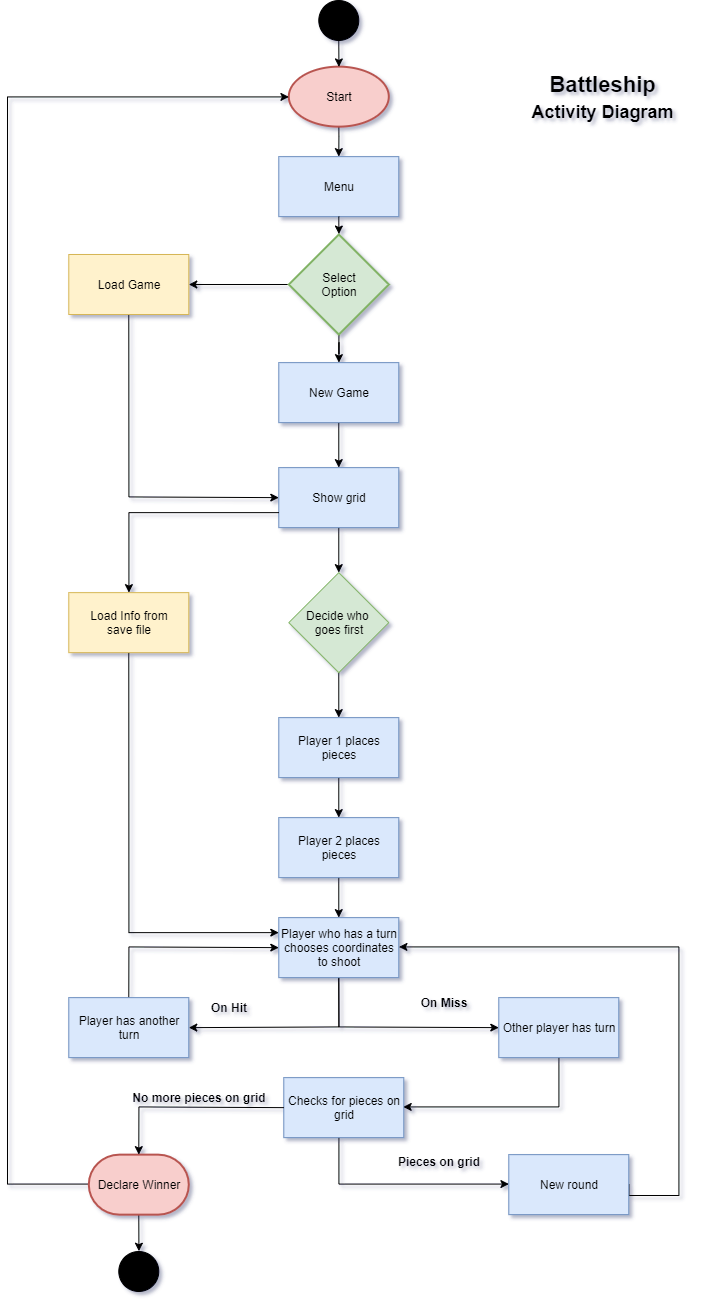 Battleship
Activity Diagram
Start
Menu
Select
Option
Load Game
New Game
Show grid
Load Info from
save file
Decide who
goes first
Player 1 places
pieces
Player 2 places
pieces
Player who has a turn
chooses coordinates
to shoot
On Hit
On Miss
Player has another
turn
Other player has turn
No more pieces on grid
Checks for pieces on
grid
Pieces on grid
Declare Winner
New round